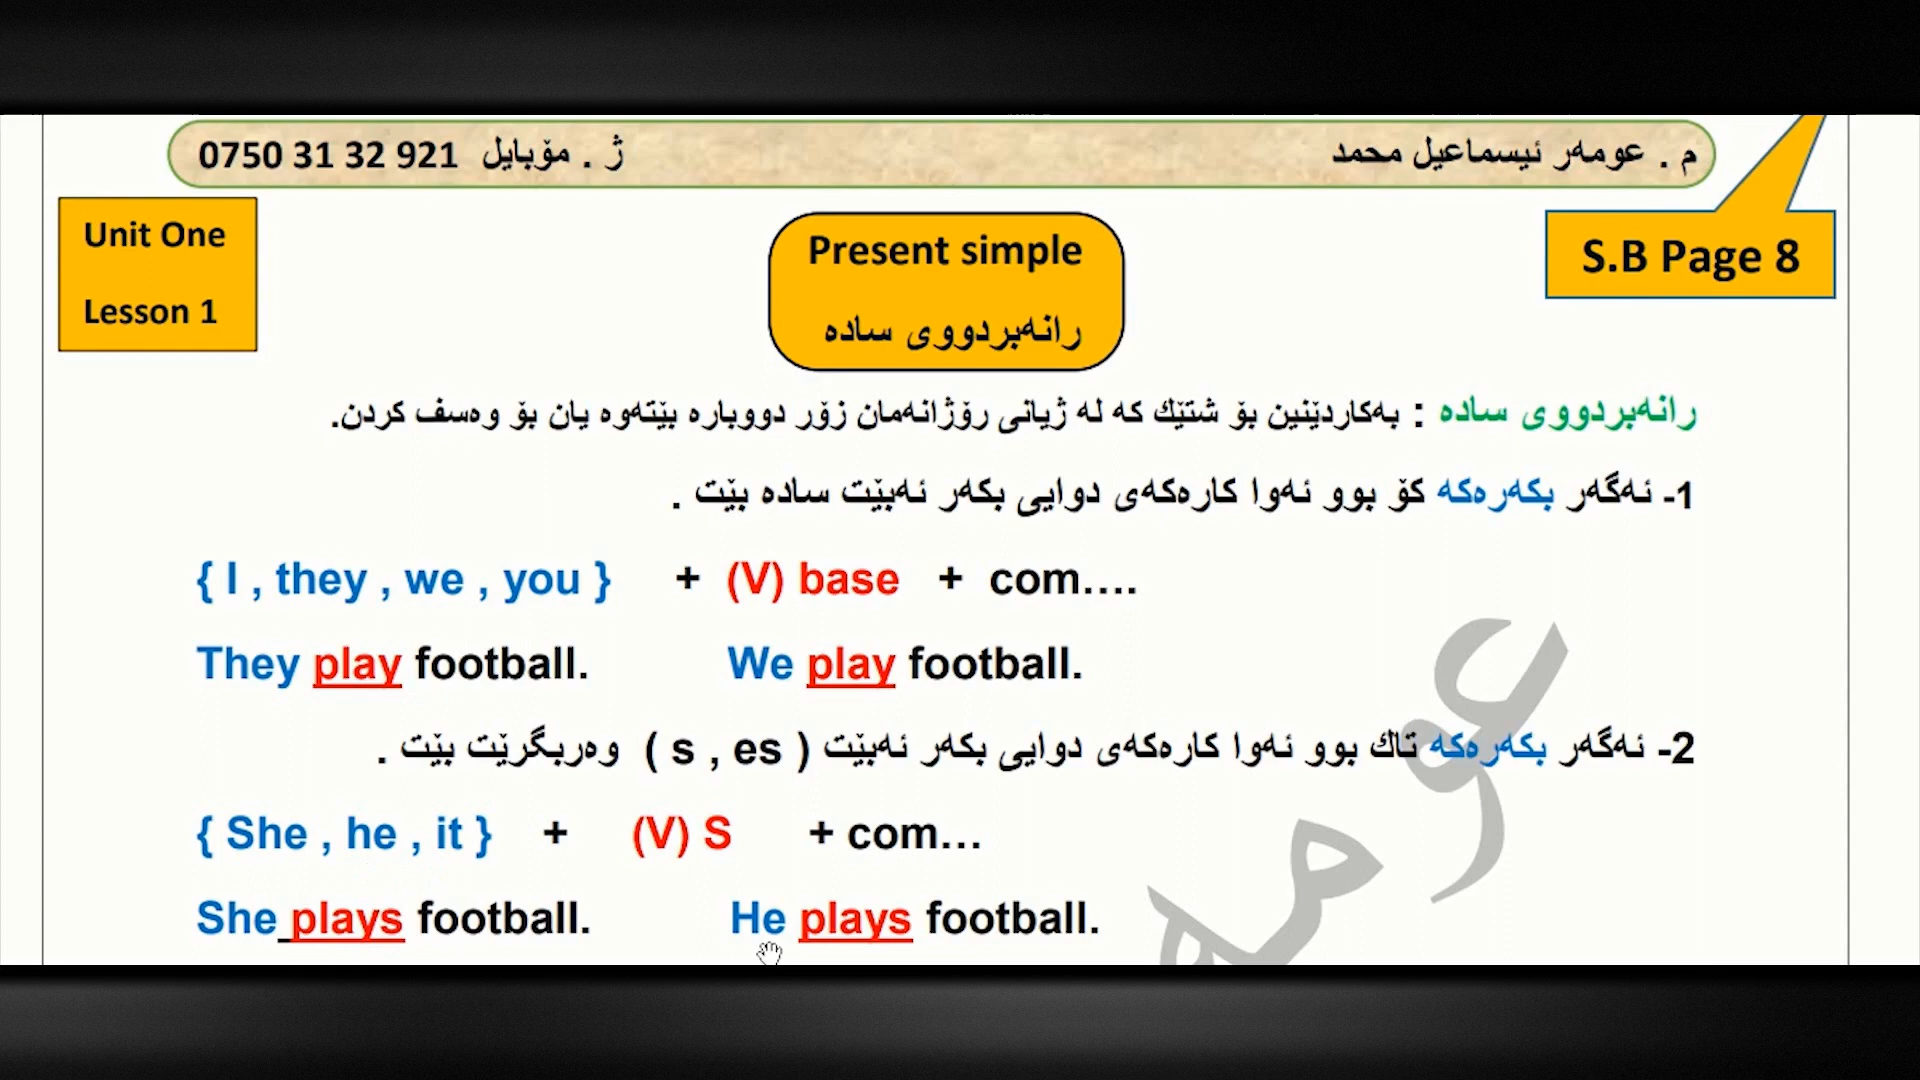 م . عومەر ئیسماعیل محمد
ژ . مۆبایل 0750 31 32 921
Unit One
Lesson 1
Present simple
رانەبردووی سادە
S.B Page 8
رانەبردووی سادە : بەکاردێنین بۆ شتێك کە لە ژیانی رۆژانەمان زۆر دووبارە بێتەوە یان بۆ وەسف کردن.
1- ئەگەر بکەرەکە کۆ بوو ئەوا کارەکەی دوایی بکەر ئەبێت سادە بێت .
{ I , they , we , you } + (V) base + com....
They play football. We play football.
2- ئەگەر بکەرەکە تاك بوو ئەوا کارەکەی دوایی بکەر ئەبێت ( s , es ) وەربگرێت بێت .
{ She , he , it } + (V) S + com...
She plays football. He plays football.